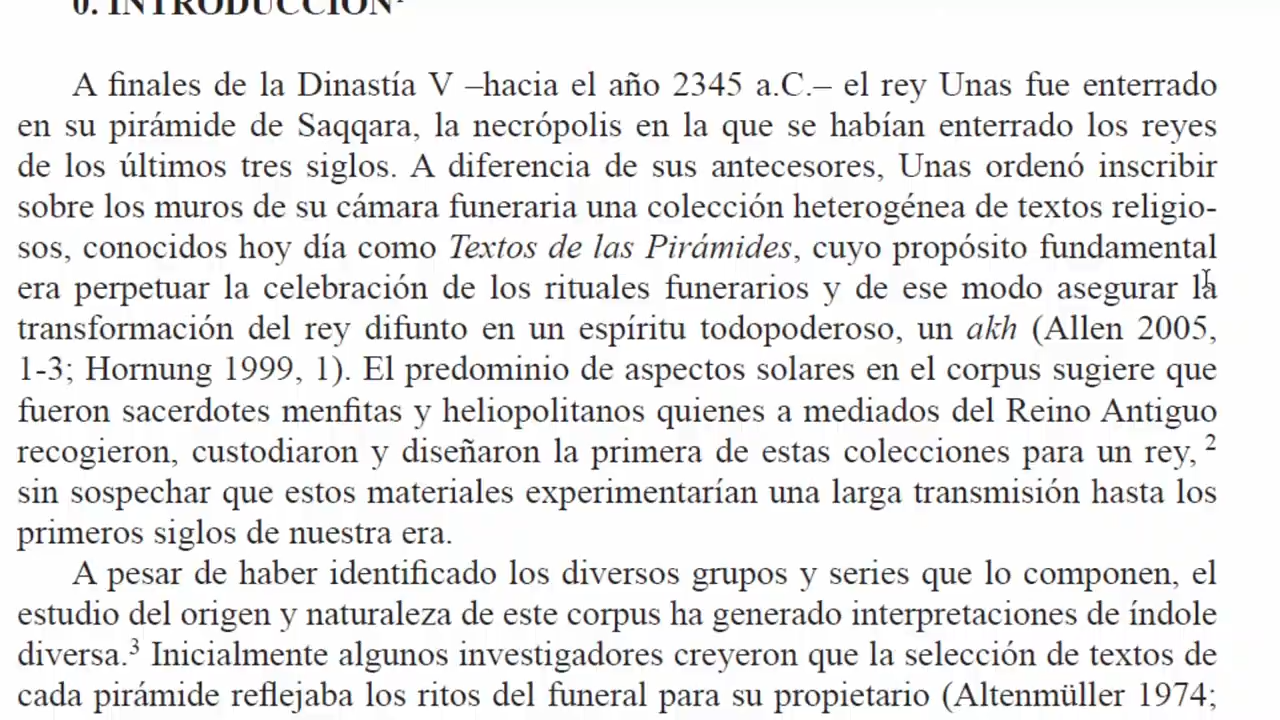 0. INTRODUCCIÓN¹
A finales de la Dinastía V –hacia el año 2345 a.C.– el rey Unas fue enterrado
en su pirámide de Saqqara, la necrópolis en la que se habían enterrado los reyes
de los últimos tres siglos. A diferencia de sus antecesores, Unas ordenó inscribir
sobre los muros de su cámara funeraria una colección heterogénea de textos religio-
sos, conocidos hoy día como Textos de las Pirámides, cuyo propósito fundamental
era perpetuar la celebración de los rituales funerarios y de ese modo asegurar la
transformación del rey difunto en un espíritu todopoderoso, un akh (Allen 2005,
1-3; Hornung 1999, 1). El predominio de aspectos solares en el corpus sugiere que
fueron sacerdotes menfitas y heliopolitanos quienes a mediados del Reino Antiguo
recogieron, custodiaron y diseñaron la primera de estas colecciones para un rey, ²
sin sospechar que estos materiales experimentarían una larga transmisión hasta los
primeros siglos de nuestra era.
A pesar de haber identificado los diversos grupos y series que lo componen, el
estudio del origen y naturaleza de este corpus ha generado interpretaciones de índole
diversa.³ Inicialmente algunos investigadores creyeron que la selección de textos de
cada pirámide reflejaba los ritos del funeral para su propietario (Altenmüller 1974;